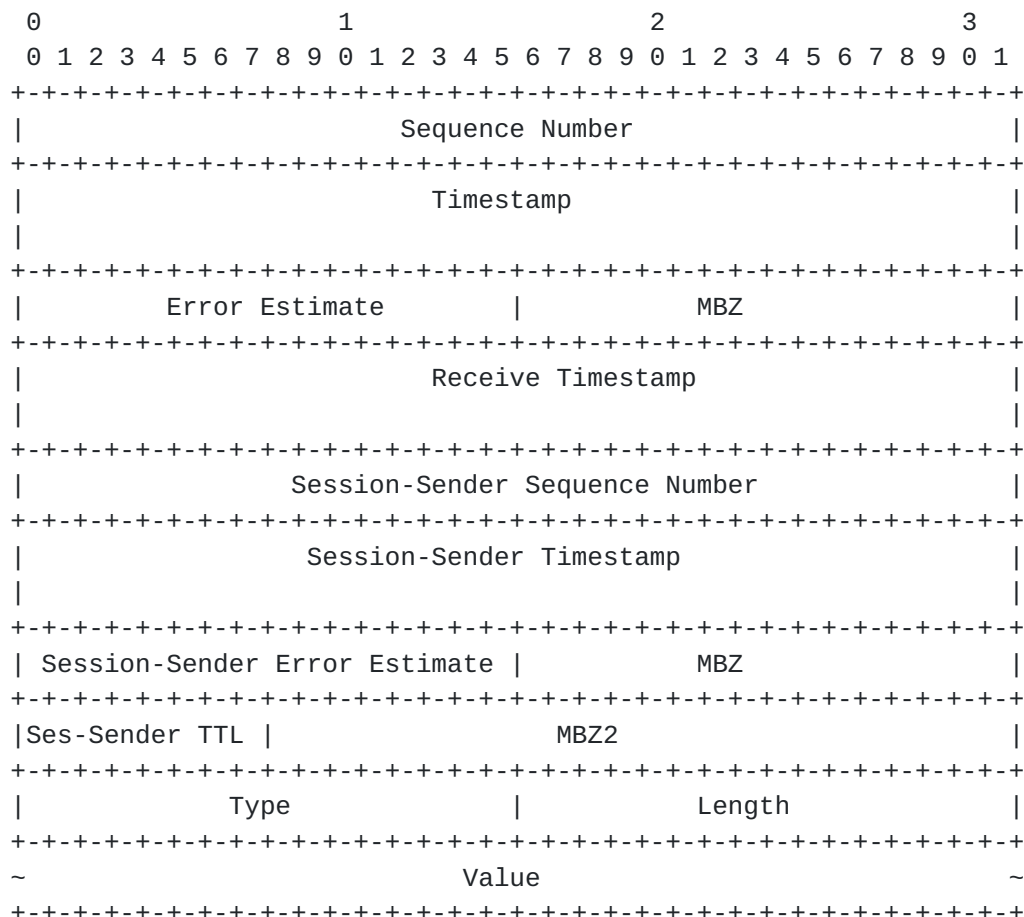 0                   1                   2                   3
 0 1 2 3 4 5 6 7 8 9 0 1 2 3 4 5 6 7 8 9 0 1 2 3 4 5 6 7 8 9 0 1
+-+-+-+-+-+-+-+-+-+-+-+-+-+-+-+-+-+-+-+-+-+-+-+-+-+-+-+-+-+-+-+-+
|                        Sequence Number                        |
+-+-+-+-+-+-+-+-+-+-+-+-+-+-+-+-+-+-+-+-+-+-+-+-+-+-+-+-+-+-+-+-+
|                          Timestamp                            |
|                                                               |
+-+-+-+-+-+-+-+-+-+-+-+-+-+-+-+-+-+-+-+-+-+-+-+-+-+-+-+-+-+-+-+-+
|         Error Estimate        |           MBZ                 |
+-+-+-+-+-+-+-+-+-+-+-+-+-+-+-+-+-+-+-+-+-+-+-+-+-+-+-+-+-+-+-+-+
|                          Receive Timestamp                    |
|                                                               |
+-+-+-+-+-+-+-+-+-+-+-+-+-+-+-+-+-+-+-+-+-+-+-+-+-+-+-+-+-+-+-+-+
|                 Session-Sender Sequence Number                |
+-+-+-+-+-+-+-+-+-+-+-+-+-+-+-+-+-+-+-+-+-+-+-+-+-+-+-+-+-+-+-+-+
|                  Session-Sender Timestamp                     |
|                                                               |
+-+-+-+-+-+-+-+-+-+-+-+-+-+-+-+-+-+-+-+-+-+-+-+-+-+-+-+-+-+-+-+-+
| Session-Sender Error Estimate |           MBZ                 |
+-+-+-+-+-+-+-+-+-+-+-+-+-+-+-+-+-+-+-+-+-+-+-+-+-+-+-+-+-+-+-+-+
|Ses-Sender TTL |                  MBZ2                         |
+-+-+-+-+-+-+-+-+-+-+-+-+-+-+-+-+-+-+-+-+-+-+-+-+-+-+-+-+-+-+-+-+
|             Type              |           Length              |
+-+-+-+-+-+-+-+-+-+-+-+-+-+-+-+-+-+-+-+-+-+-+-+-+-+-+-+-+-+-+-+-+
~                            Value                              ~
+-+-+-+-+-+-+-+-+-+-+-+-+-+-+-+-+-+-+-+-+-+-+-+-+-+-+-+-+-+-+-+-+